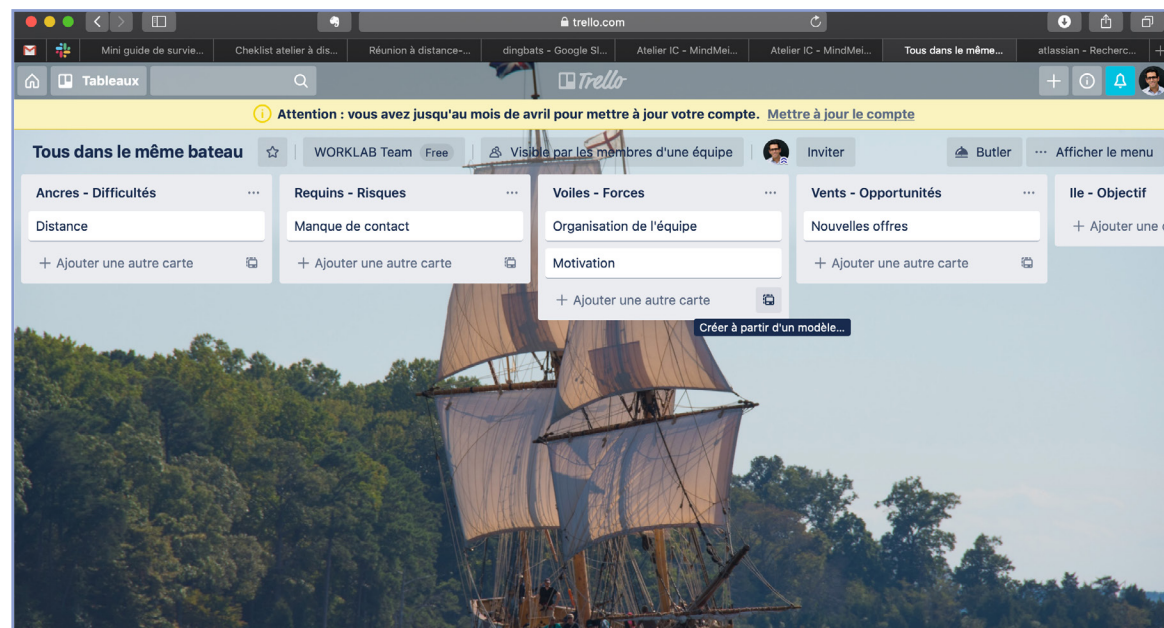 trello.com
Mini guide de survie...
Cheklist atelier à dis...
Réunion à distance-...
dingbats - Google Sl...
Atelier IC - MindMei...
Atelier IC - MindMei...
Tous dans le même...
atlassian - Recherc...
Tableaux
Trello
Attention : vous avez jusqu'au mois de avril pour mettre à jour votre compte. Mettre à jour le compte
Tous dans le même bateau
WORKLAB Team Free
Visible par les membres d'une équipe
Inviter
Butler
... Afficher le menu
Ancres - Difficultés
Distance
+ Ajouter une autre carte
Requins - Risques
Manque de contact
+ Ajouter une autre carte
Voiles - Forces
Organisation de l'équipe
Motivation
+ Ajouter une autre carte
Créer à partir d'un modèle...
Vents - Opportunités
Nouvelles offres
+ Ajouter une autre carte
Ile - Objectif
+ Ajouter une